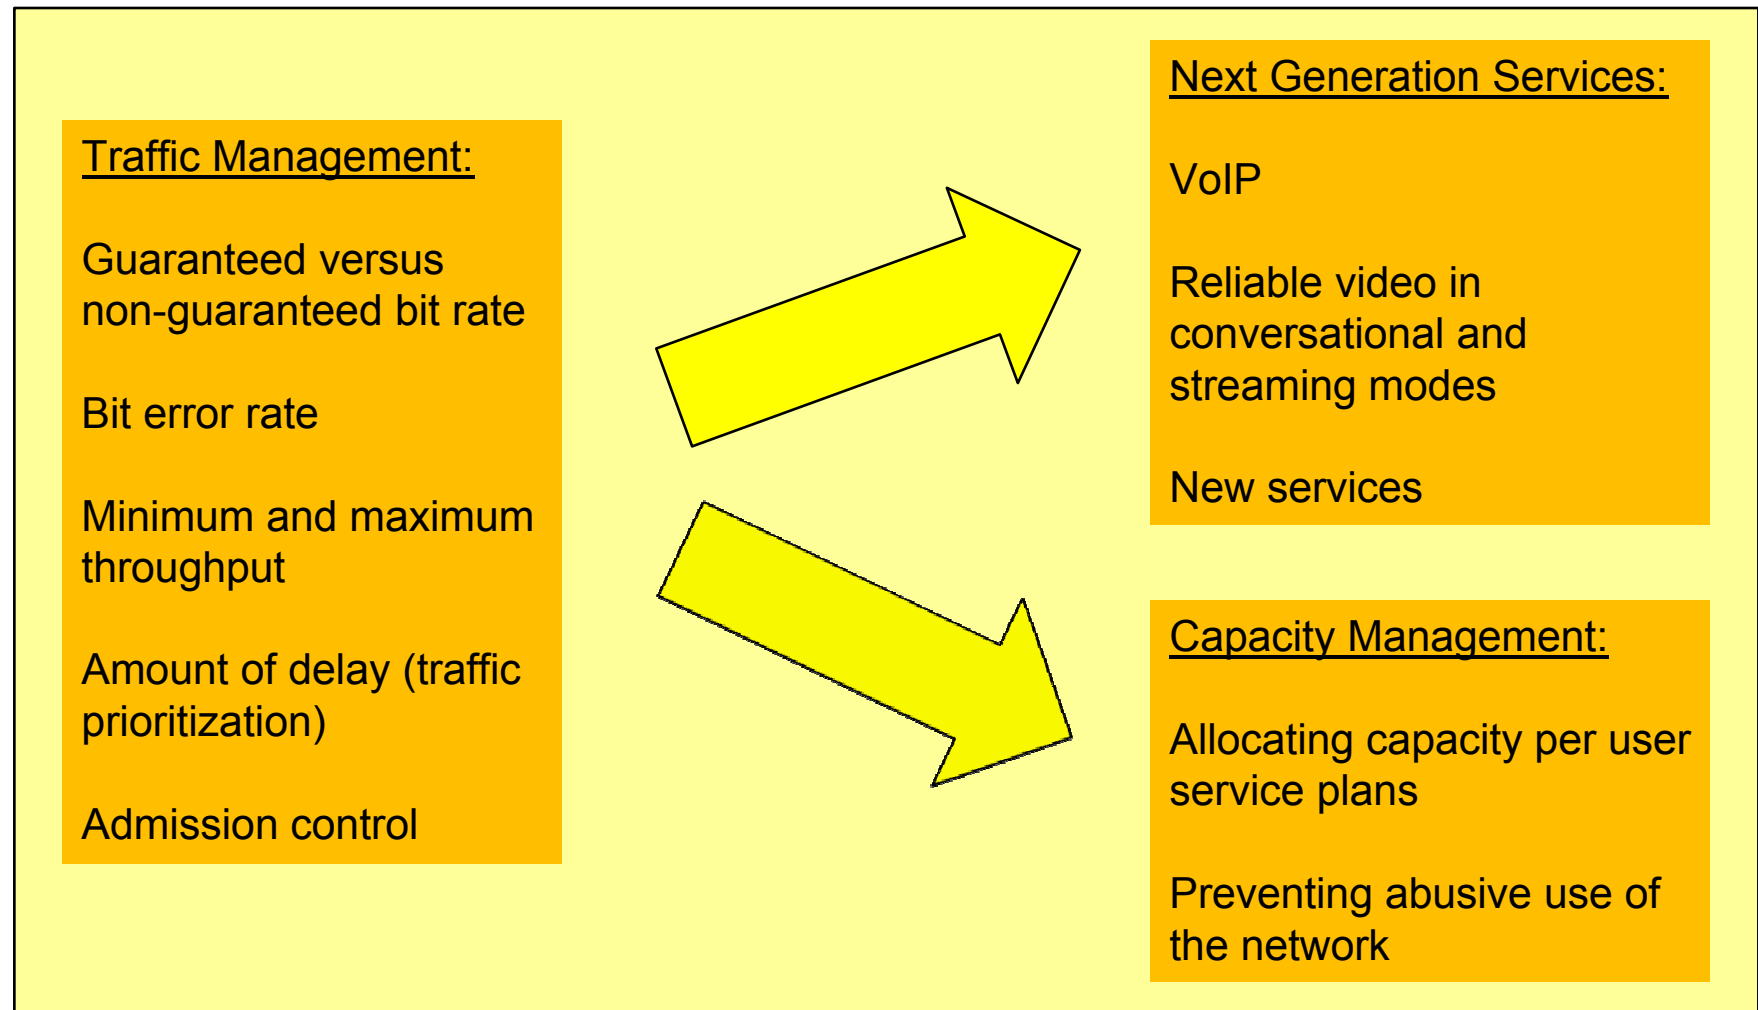 Traffic Management:
Guaranteed versus
non-guaranteed bit rate
Bit error rate
Minimum and maximum
throughput
Amount of delay (traffic
prioritization)
Admission control
Next Generation Services:
VoIP
Reliable video in
conversational and
streaming modes
New services
Capacity Management:
Allocating capacity per user
service plans
Preventing abusive use of
the network